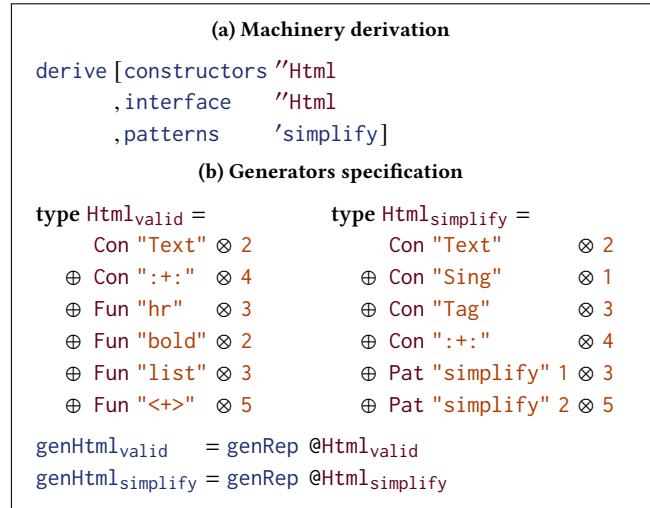 (a) Machinery derivation
derive [constructors ″Html
,interface ″Html
,patterns ′simplify]
(b) Generators specification
type Html_valid = type Html_simplify =
Con "Text" ⊗ 2 Con "Text" ⊗ 2
⊕ Con ":+:" ⊗ 4 ⊕ Con "Sing" ⊗ 1
⊕ Fun "hr" ⊗ 3 ⊕ Con "Tag" ⊗ 3
⊕ Fun "bold" ⊗ 2 ⊕ Con ":+:" ⊗ 4
⊕ Fun "list" ⊗ 3 ⊕ Pat "simplify" 1 ⊗ 3
⊕ Fun "<+>" ⊗ 5 ⊕ Pat "simplify" 2 ⊗ 5
genHtml_valid = genRep @Html_valid
genHtml_simplify = genRep @Html_simplify